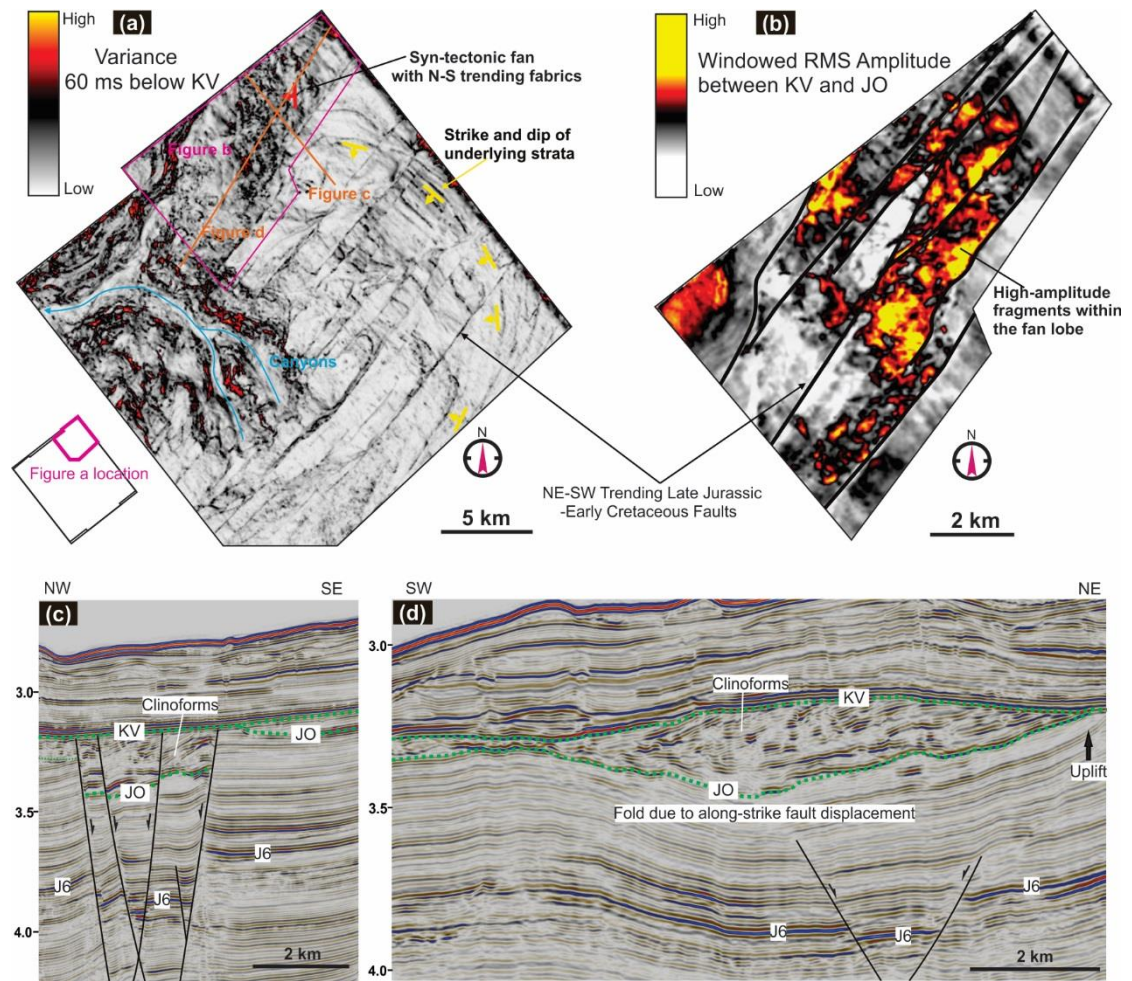 High
(a)
Variance
60 ms below KV
Low
Syn-tectonic fan
with N-S trending fabrics
Strike and dip of
underlying strata
Figure b
Figure c
Figure d
Canyons
Figure a location
N
5 km
NE-SW Trending Late Jurassic
-Early Cretaceous Faults
High
(b)
Windowed RMS Amplitude
between KV and JO
Low
High-amplitude
fragments within
the fan lobe
N
2 km
NW
SE
(c)
3.0
Clinoforms
KV
JO
JO
3.5
J6
J6
J6
4.0
2 km
SW
NE
(d)
3.0
Clinoforms
KV
JO
Uplift
3.5
Fold due to along-strike fault displacement
J6
J6
J6
4.0
2 km